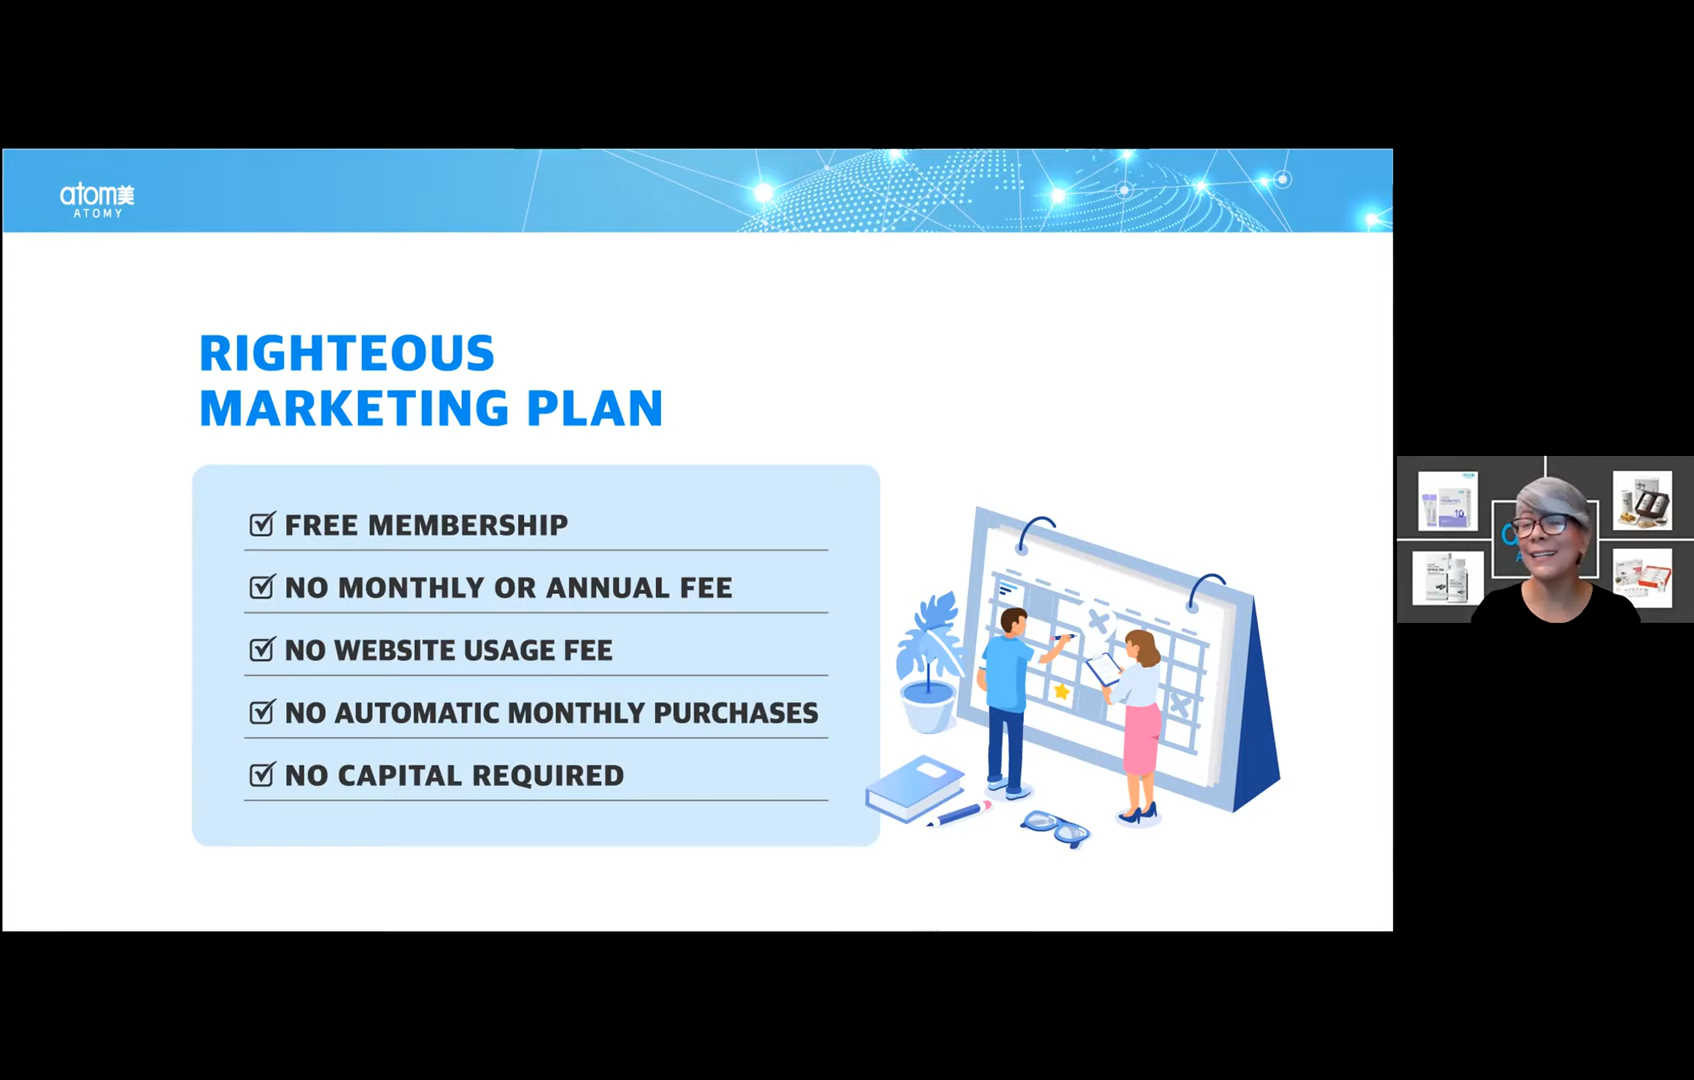 atom美
ATOMY
RIGHTEOUS
MARKETING PLAN
FREE MEMBERSHIP
NO MONTHLY OR ANNUAL FEE
NO WEBSITE USAGE FEE
NO AUTOMATIC MONTHLY PURCHASES
NO CAPITAL REQUIRED